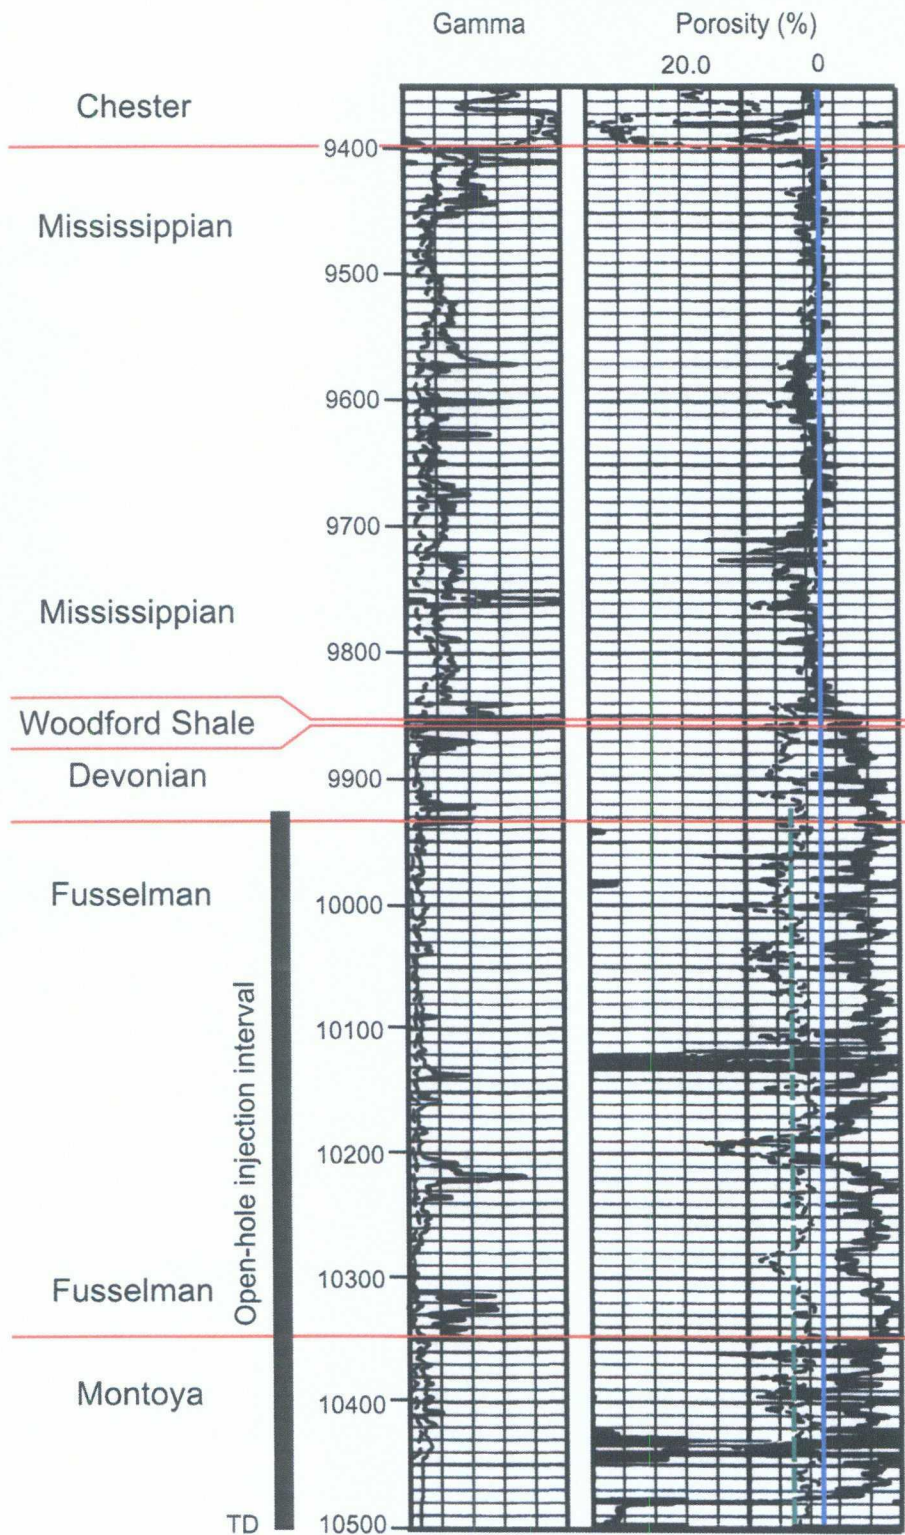 Gamma Porosity (%)
20.0 0
Chester
9400
Mississippian
9500
9600
9700
Mississippian
9800
Woodford Shale
Devonian
9900
Fusselman
10000
Open-hole injection interval
10100
10200
Fusselman
10300
Montoya
10400
TD 10500